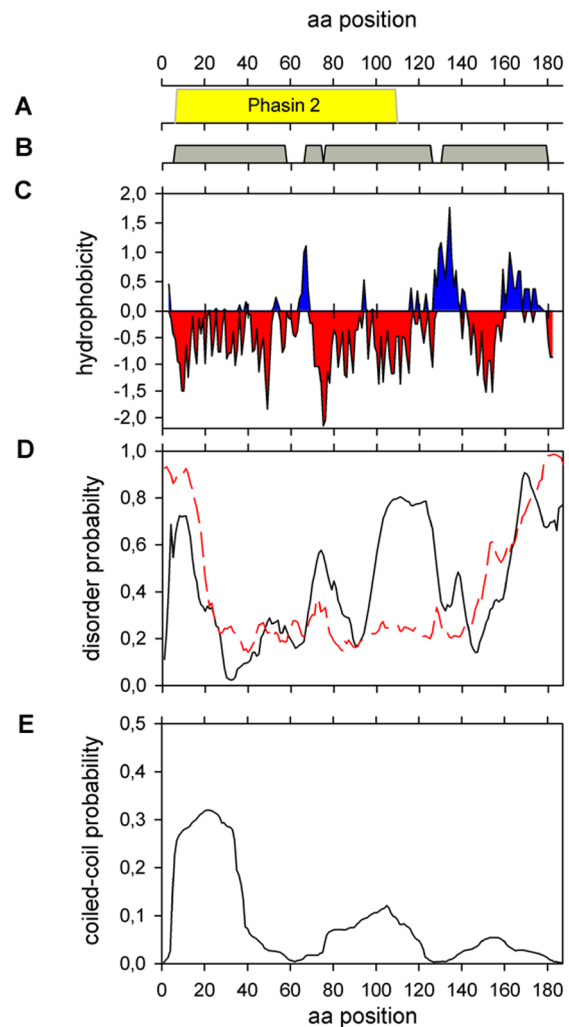 aa position
0 20 40 60 80 100 120 140 160 180
A
Phasin 2
B
C
hydrophobicity
2,0
1,5
1,0
0,5
0,0
-0,5
-1,0
-1,5
-2,0
D
disorder probabilty
1,0
0,8
0,6
0,4
0,2
0,0
E
coiled-coil probability
0,5
0,4
0,3
0,2
0,1
0,0
0 20 40 60 80 100 120 140 160 180
aa position